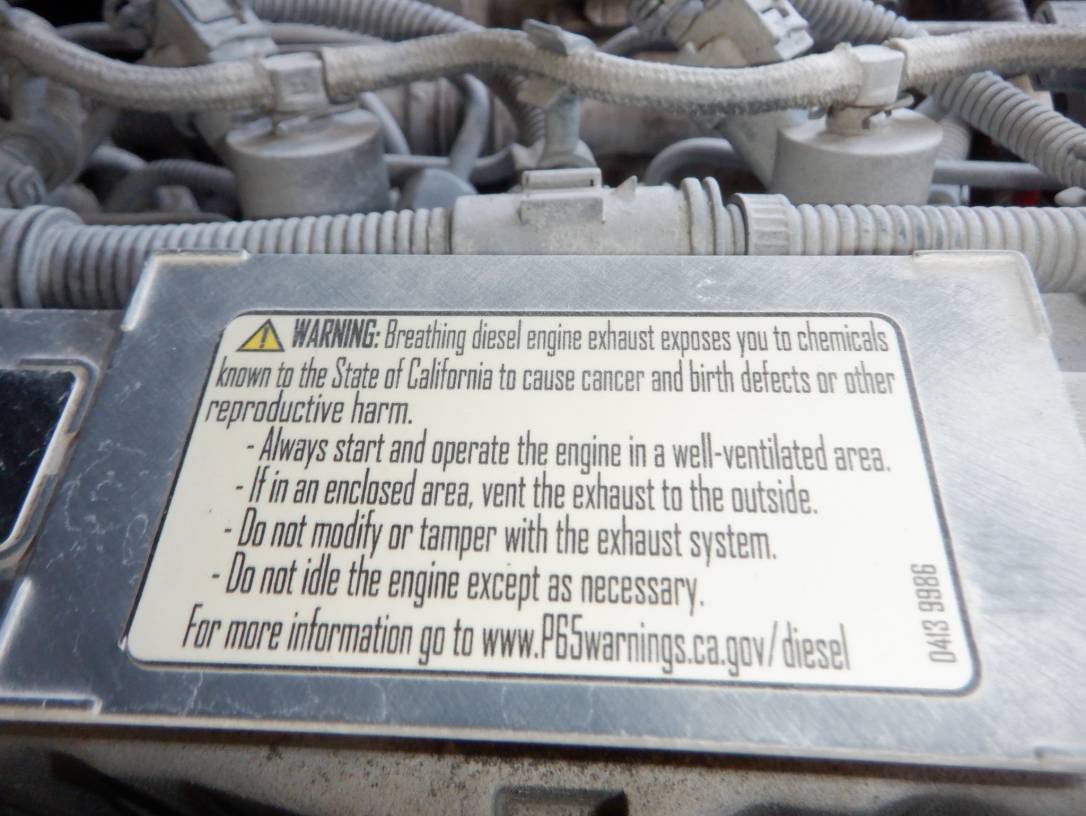 WARNING: Breathing diesel engine exhaust exposes you to chemicals
known to the State of California to cause cancer and birth defects or other
reproductive harm.
- Always start and operate the engine in a well-ventilated area.
- If in an enclosed area, vent the exhaust to the outside.
- Do not modify or tamper with the exhaust system.
- Do not idle the engine except as necessary.
For more information go to www.P65warnings.ca.gov/diesel
0413 9986